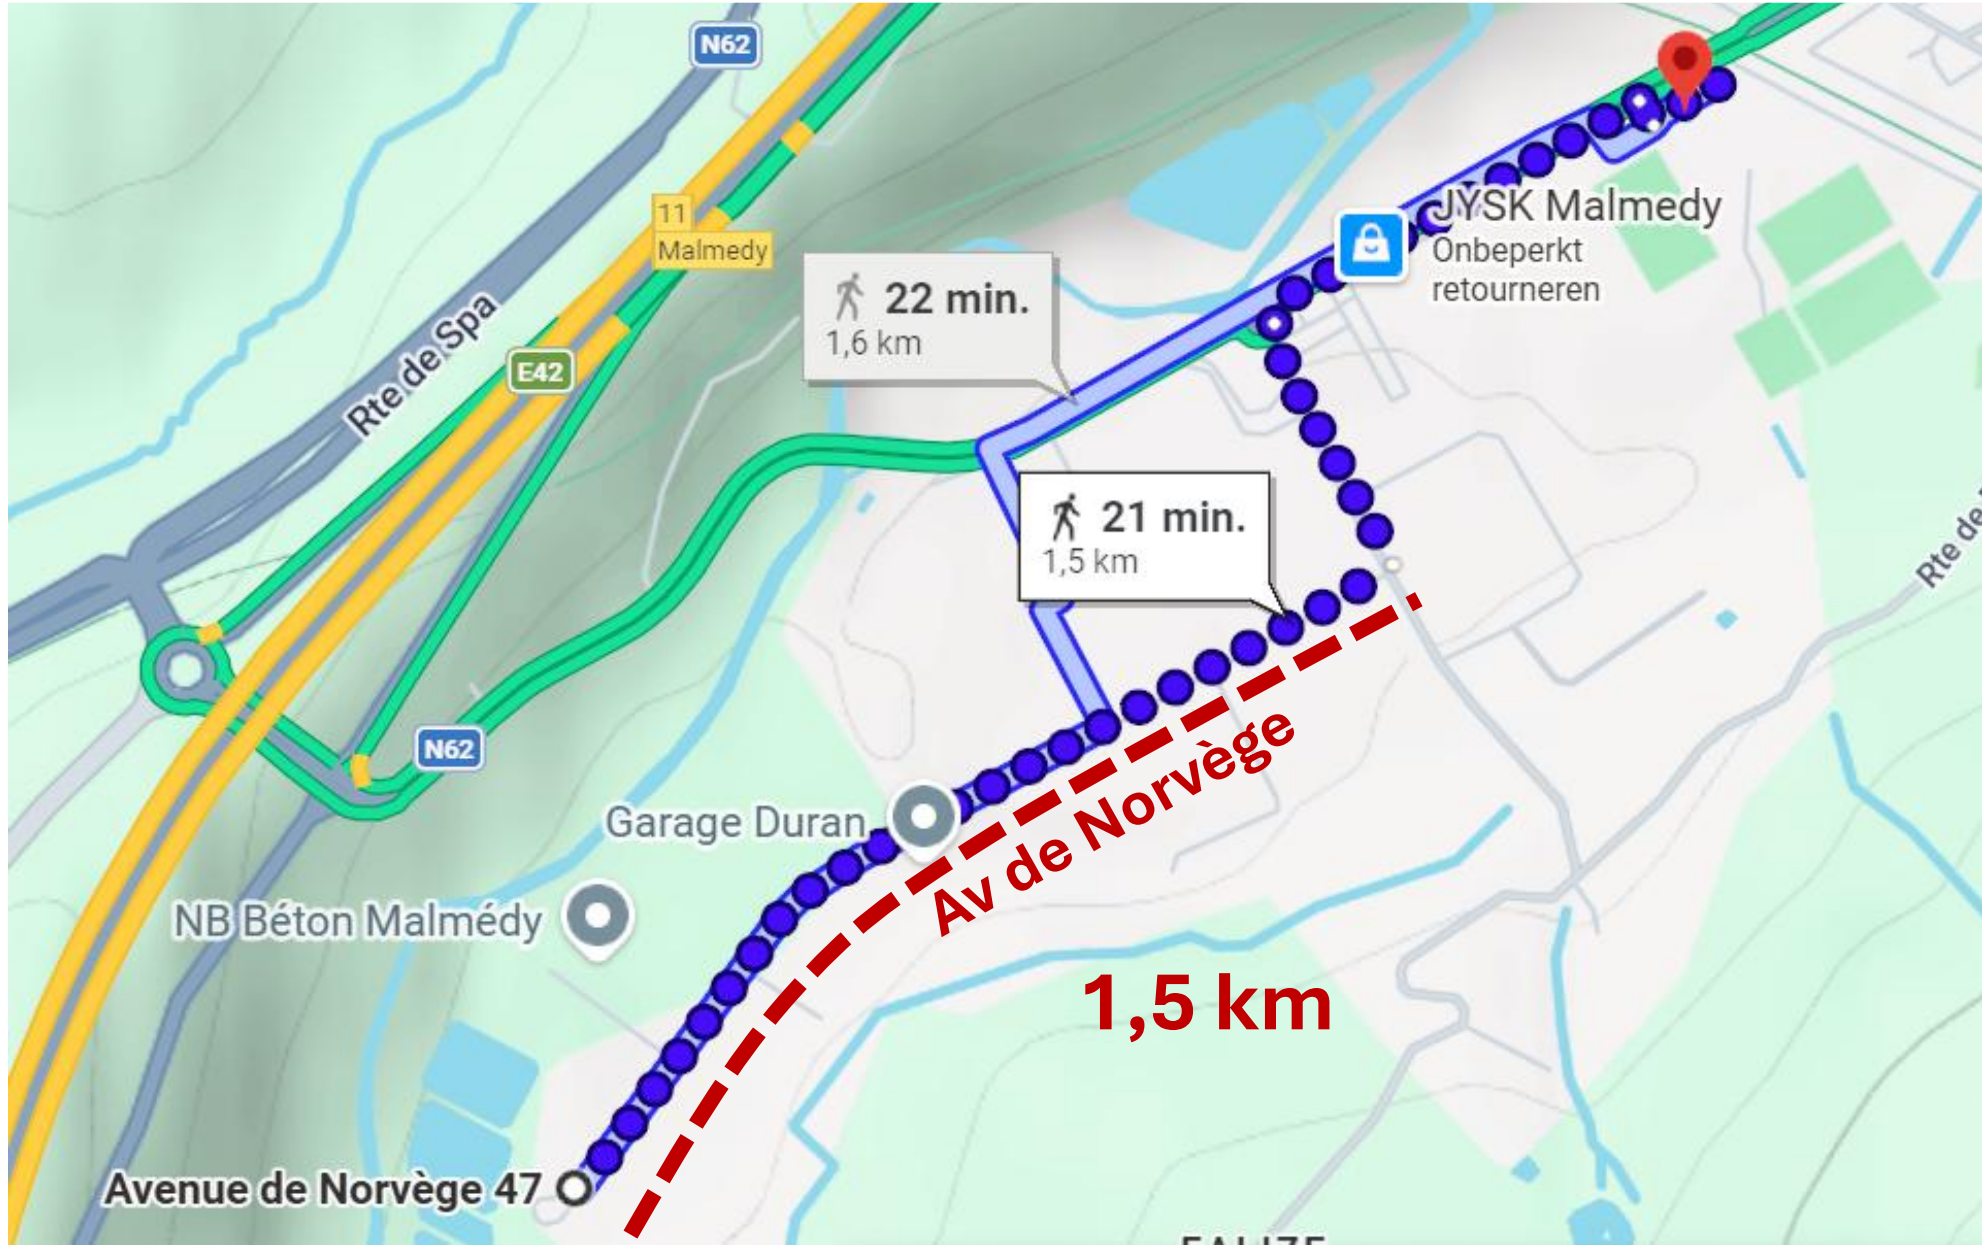 N62
11
Malmedy
Rte de Spa
E42
22 min.
1,6 km
JYSK Malmedy
Onbeperkt
retourneren
21 min.
1,5 km
Rte de
N62
Garage Duran
Av de Norvège
NB Béton Malmédy
1,5 km
Avenue de Norvège 47